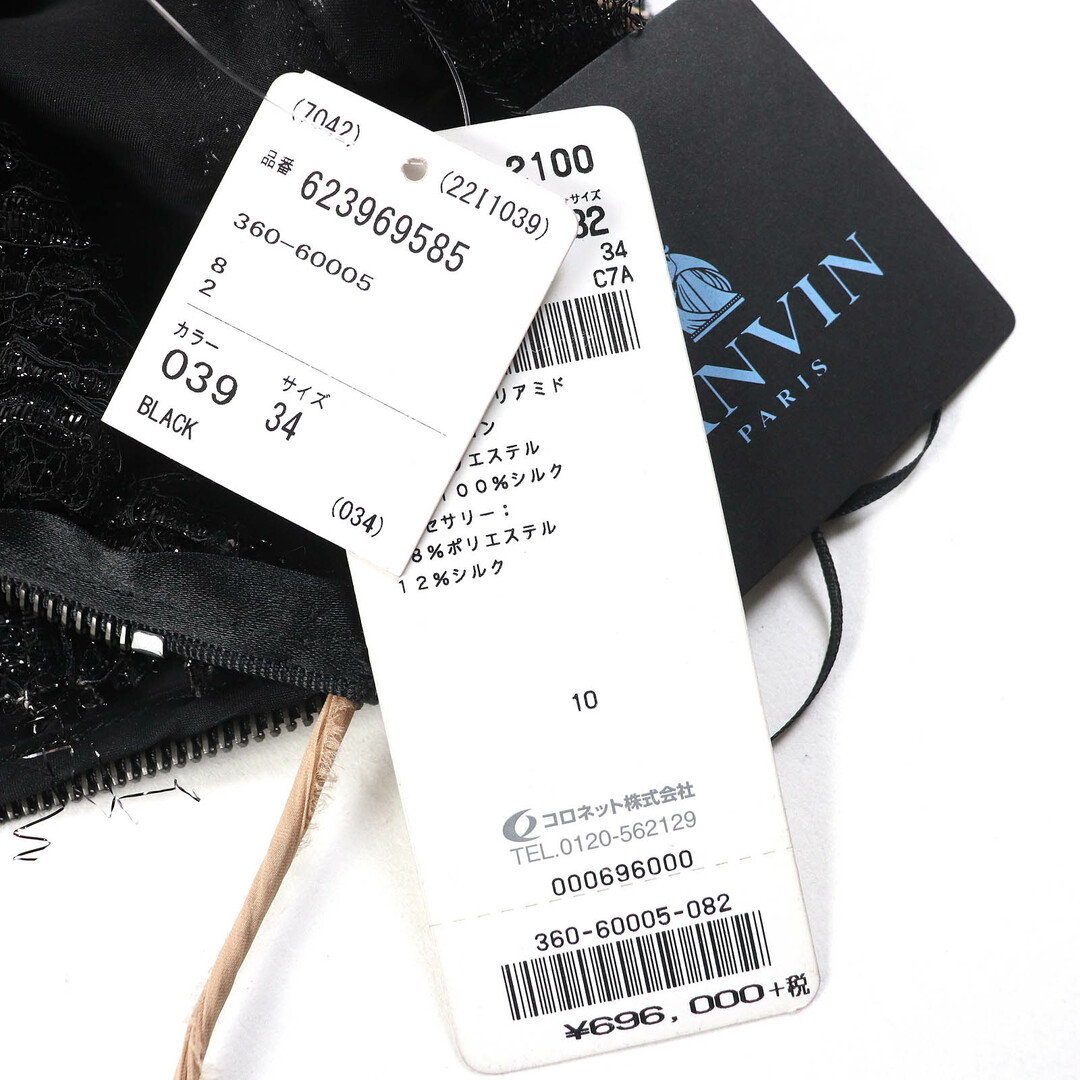 (7042)
品番
623969585
(22I1039)
360-60005
8
2
カラー
サイズ
039
34
BLACK
(034)
2100
サイズ
34
C7A
リアミド
エステル
100%シルク
セサリー:
8%ポリエステル
12%シルク
10
コロネット株式会社
TEL.0120-562129
000696000
360-60005-082
¥696,000+税
ANVIN
PARIS